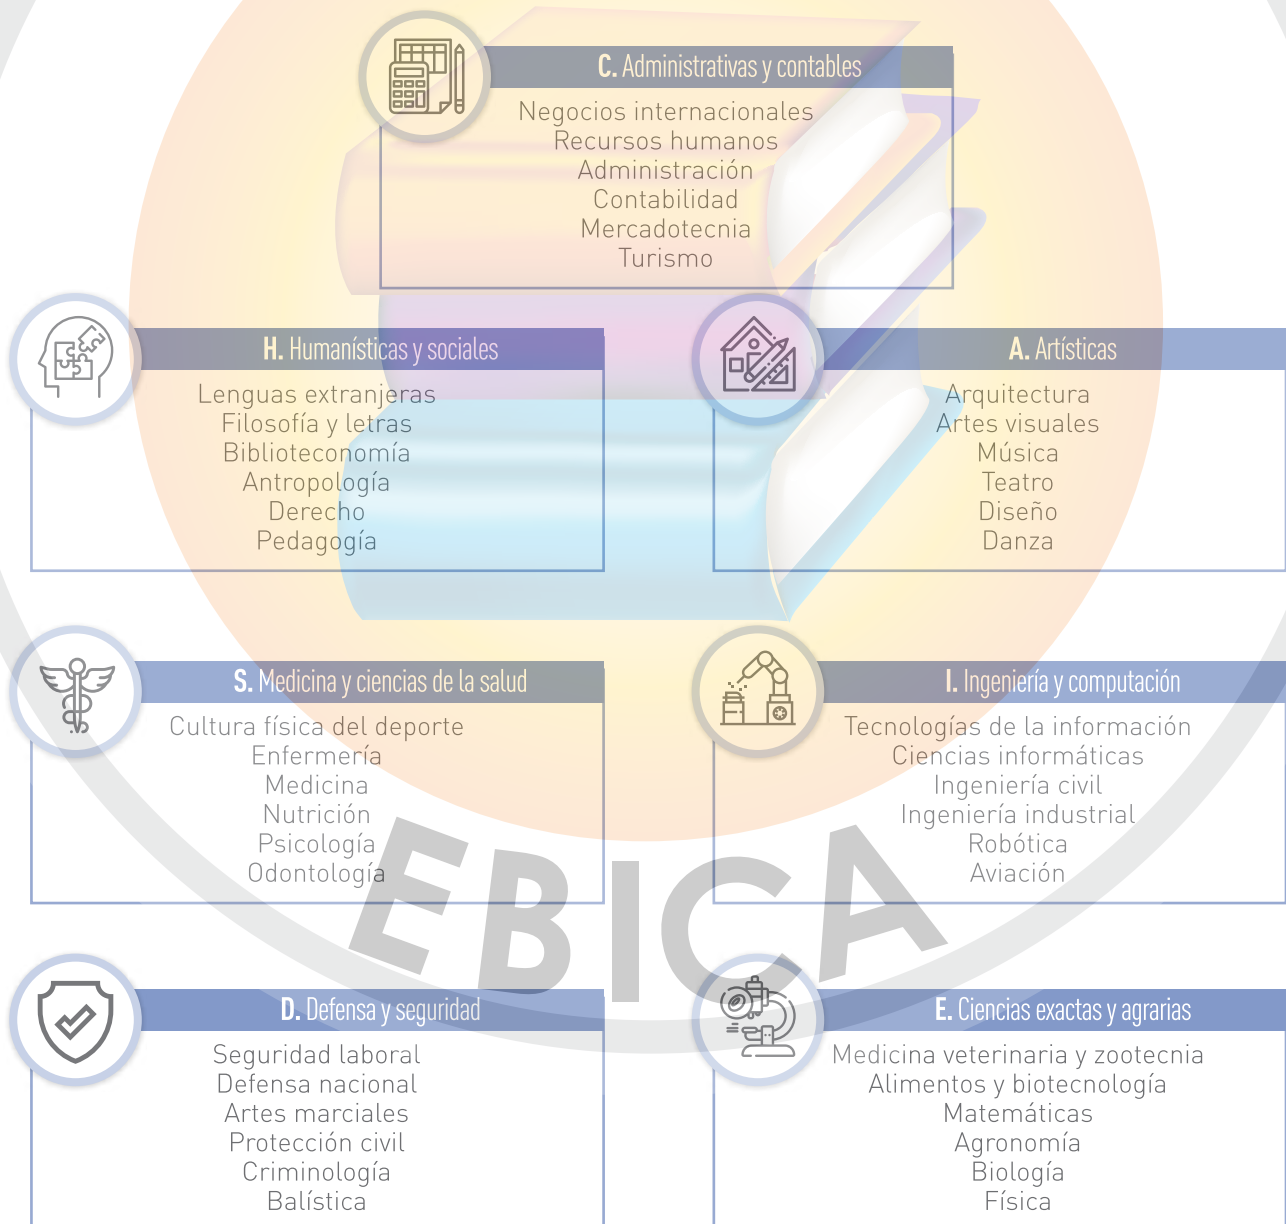 C. Administrativas y contables
Negocios internacionales
Recursos humanos
Administración
Contabilidad
Mercadotecnia
Turismo
H. Humanísticas y sociales
Lenguas extranjeras
Filosofía y letras
Biblioteconomía
Antropología
Derecho
Pedagogía
A. Artísticas
Arquitectura
Artes visuales
Música
Teatro
Diseño
Danza
S. Medicina y ciencias de la salud
Cultura física del deporte
Enfermería
Medicina
Nutrición
Psicología
Odontología
I. Ingeniería y computación
Tecnologías de la información
Ciencias informáticas
Ingeniería civil
Ingeniería industrial
Robótica
Aviación
EBICA
D. Defensa y seguridad
Seguridad laboral
Defensa nacional
Artes marciales
Protección civil
Criminología
Balística
E. Ciencias exactas y agrarias
Medicina veterinaria y zootecnia
Alimentos y biotecnología
Matemáticas
Agronomía
Biología
Física